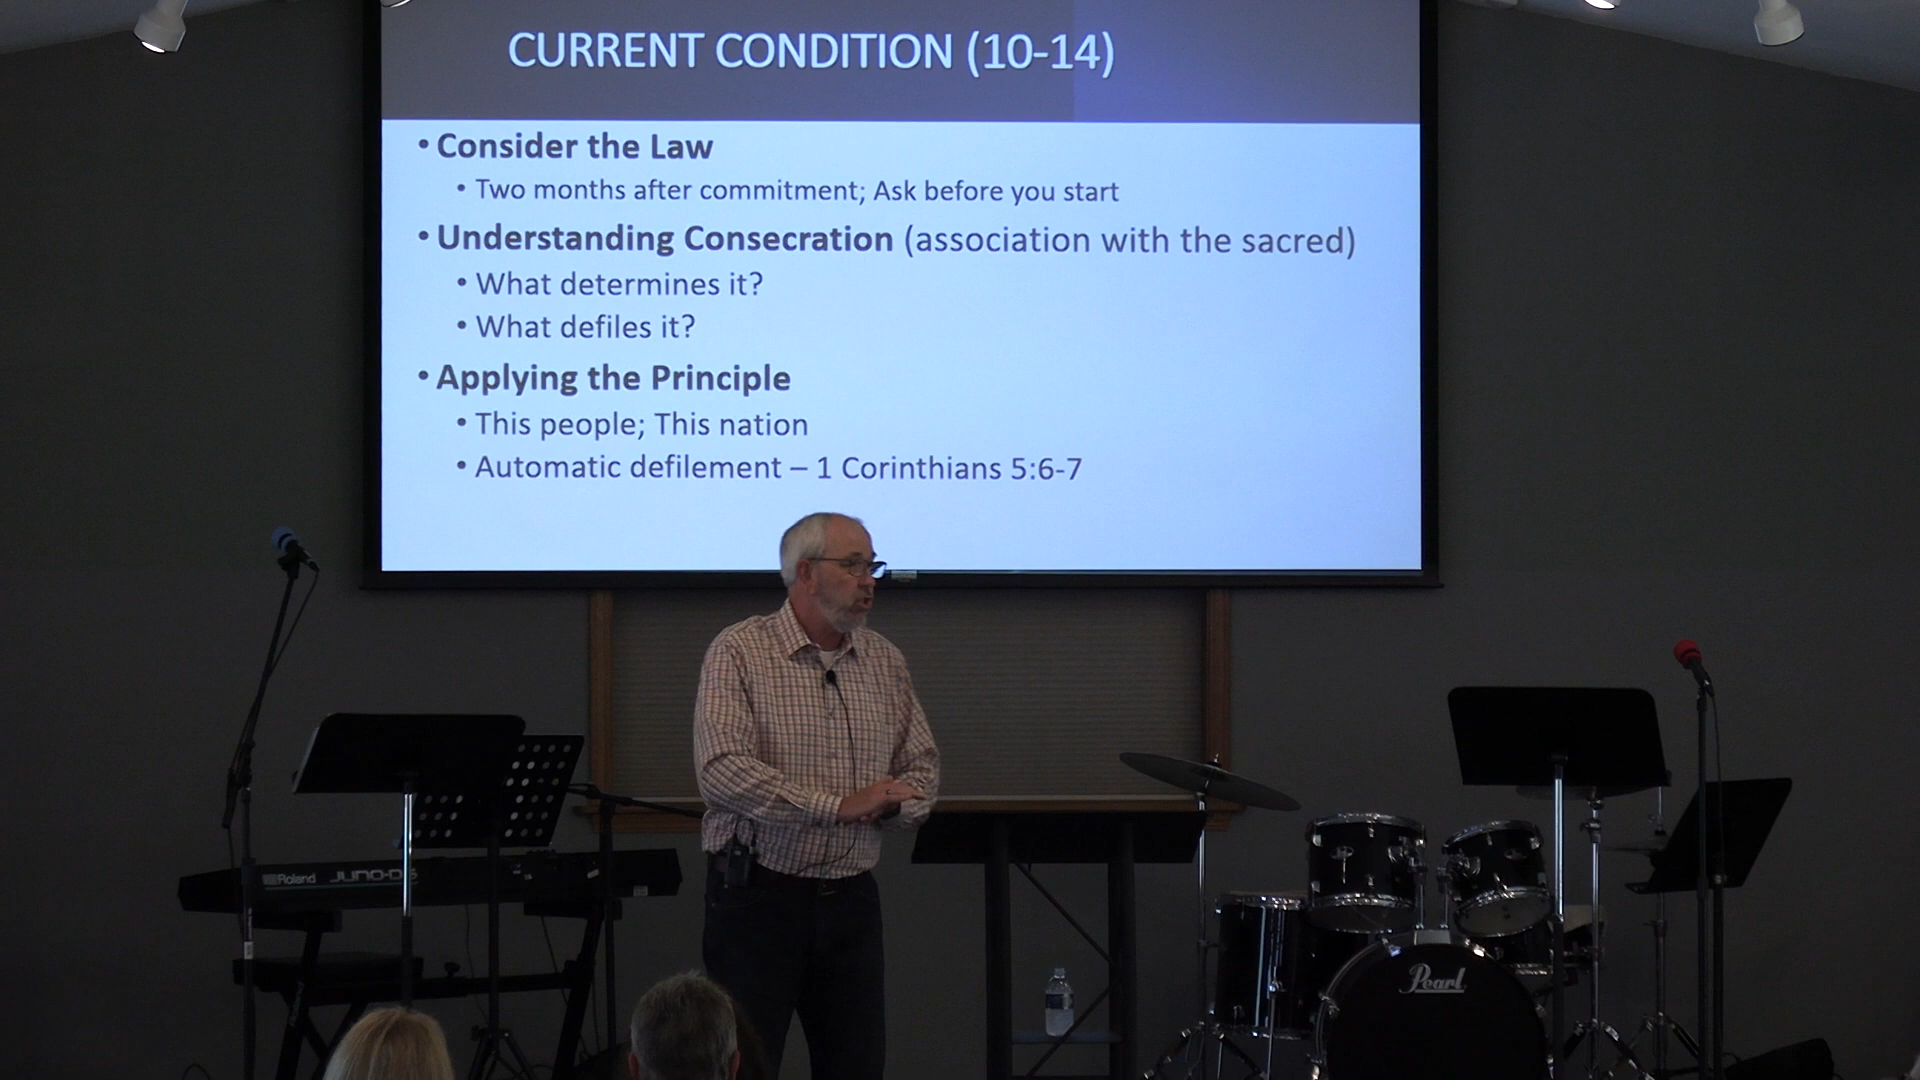 CURRENT CONDITION (10-14)
• Consider the Law
• Two months after commitment; Ask before you start
• Understanding Consecration (association with the sacred)
• What determines it?
• What defiles it?
• Applying the Principle
• This people; This nation
• Automatic defilement – 1 Corinthians 5:6-7
Roland JUNO-DS
Pearl